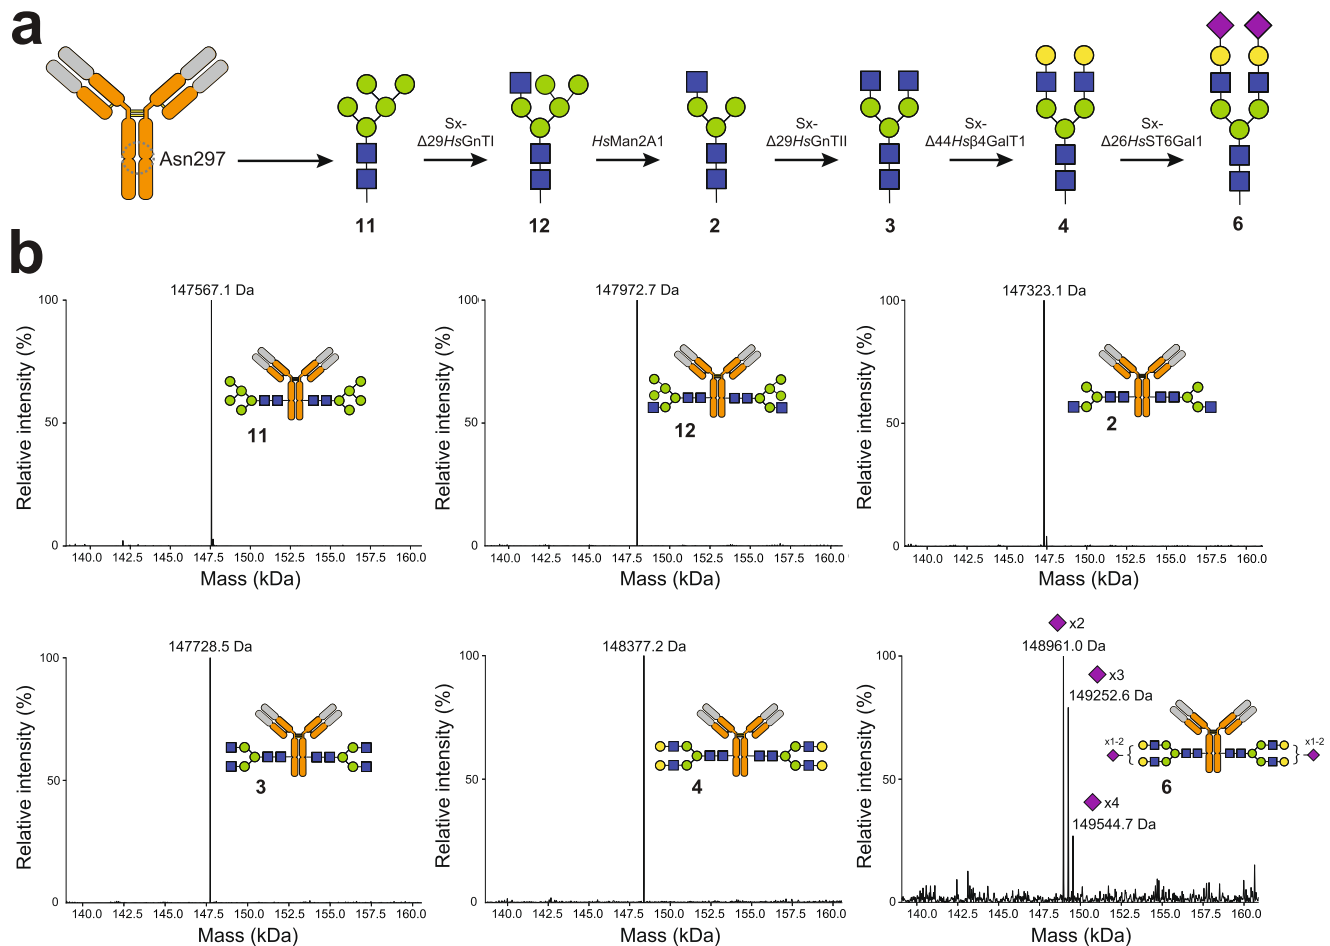 a
Asn297
Sx-
Δ29HsGnTI
HsMan2A1
Sx-
Δ29HsGnTII
Sx-
Δ44Hsβ4GalT1
Sx-
Δ26HsST6Gal1
11
12
2
3
4
6
b
147567.1 Da
100
50
0
Relative intensity (%)
11
140.0 142.5 145.0 147.5 150.0 152.5 155.0 157.5 160.0
Mass (kDa)
147972.7 Da
100
50
0
Relative intensity (%)
12
140.0 142.5 145.0 147.5 150.0 152.5 155.0 157.5 160.0
Mass (kDa)
147323.1 Da
100
50
0
Relative intensity (%)
2
140.0 142.5 145.0 147.5 150.0 152.5 155.0 157.5 160.0
Mass (kDa)
147728.5 Da
100
50
0
Relative intensity (%)
3
140.0 142.5 145.0 147.5 150.0 152.5 155.0 157.5 160.0
Mass (kDa)
148377.2 Da
100
50
0
Relative intensity (%)
4
140.0 142.5 145.0 147.5 150.0 152.5 155.0 157.5 160.0
Mass (kDa)
x2
148961.0 Da
x3
149252.6 Da
x4
149544.7 Da
100
50
0
Relative intensity (%)
x1-2
x1-2
6
140.0 142.5 145.0 147.5 150.0 152.5 155.0 157.5 160.0
Mass (kDa)